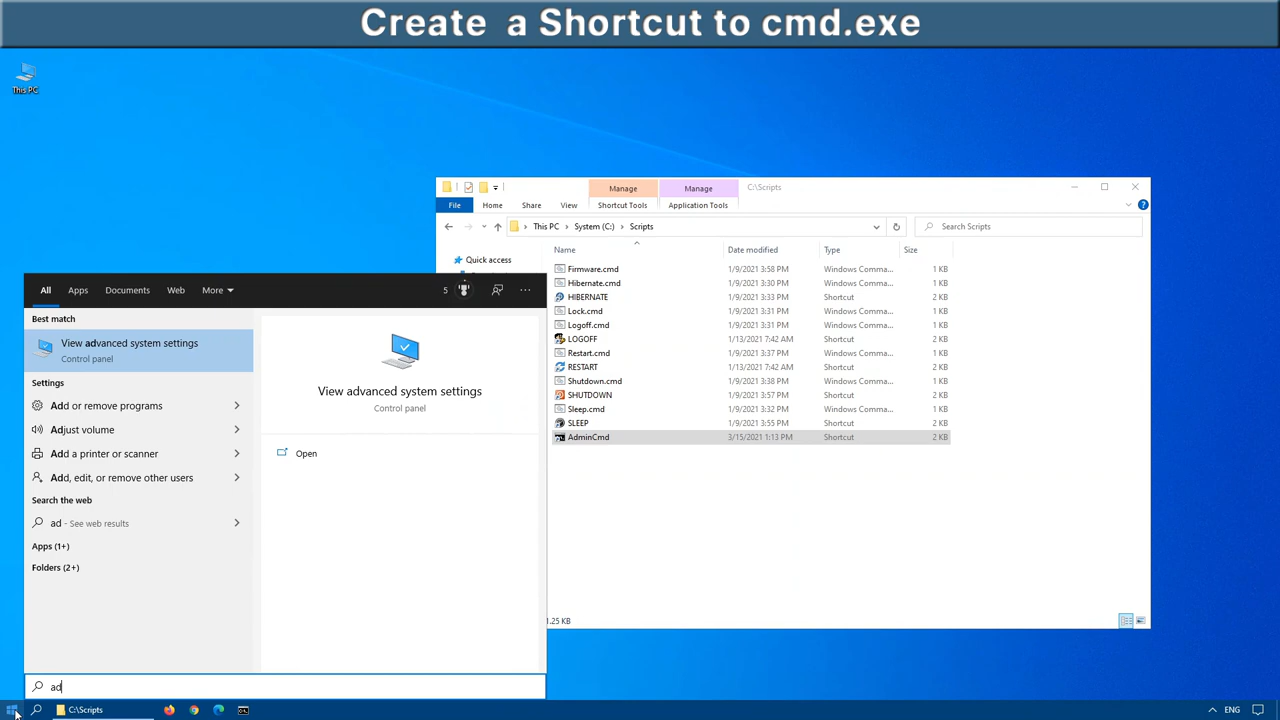 Create a Shortcut to cmd.exe
This PC
Manage
Manage
C:\Scripts
File
Home
Share
View
Shortcut Tools
Application Tools
This PC
System (C:)
Scripts
Search Scripts
Quick access
Name
Date modified
Type
Size
Firmware.cmd 1/9/2021 3:58 PM Windows Comma... 1 KB
Hibernate.cmd 1/9/2021 3:30 PM Windows Comma... 1 KB
HIBERNATE 1/9/2021 3:33 PM Shortcut 2 KB
Lock.cmd 1/9/2021 3:31 PM Windows Comma... 1 KB
Logoff.cmd 1/9/2021 3:31 PM Windows Comma... 1 KB
LOGOFF 1/13/2021 7:42 AM Shortcut 2 KB
Restart.cmd 1/9/2021 3:37 PM Windows Comma... 1 KB
RESTART 1/13/2021 7:42 AM Shortcut 2 KB
Shutdown.cmd 1/9/2021 3:38 PM Windows Comma... 1 KB
SHUTDOWN 1/9/2021 3:57 PM Shortcut 2 KB
Sleep.cmd 1/9/2021 3:32 PM Windows Comma... 1 KB
SLEEP 1/9/2021 3:55 PM Shortcut 2 KB
AdminCmd 3/15/2021 1:13 PM Shortcut 2 KB
1.25 KB
All
Apps
Documents
Web
More
5
Best match
View advanced system settings
Control panel
Settings
Add or remove programs
Adjust volume
Add a printer or scanner
Add, edit, or remove other users
Search the web
ad - See web results
Apps (1+)
Folders (2+)
View advanced system settings
Control panel
Open
ad
C:\Scripts
ENG